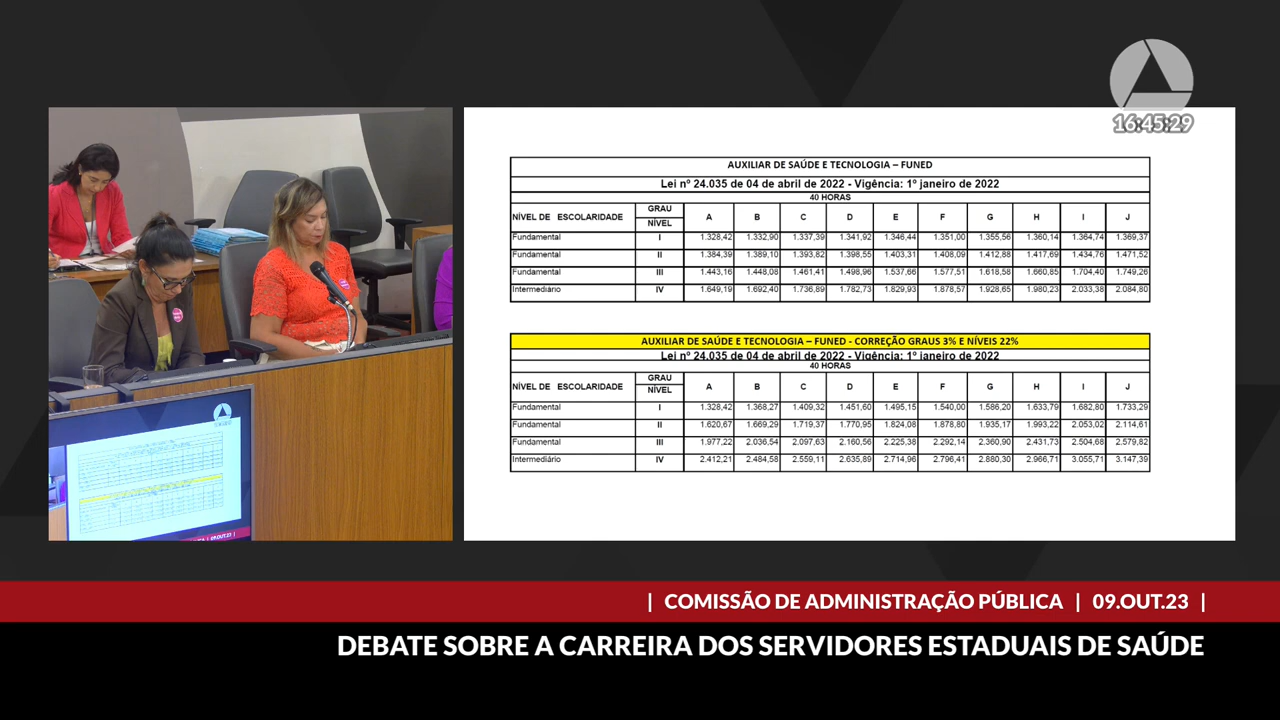 16:45:29
AUXILIAR DE SAÚDE E TECNOLOGIA – FUNED
Lei nº 24.035 de 04 de abril de 2022 - Vigência: 1º janeiro de 2022
40 HORAS
NÍVEL DE ESCOLARIDADE GRAU NÍVEL A B C D E F G H I J
Fundamental I 1.328,42 1.332,90 1.337,39 1.341,92 1.346,44 1.351,00 1.355,56 1.360,14 1.364,74 1.369,37
Fundamental II 1.384,39 1.389,10 1.393,82 1.398,55 1.403,31 1.408,09 1.412,88 1.417,69 1.434,76 1.471,52
Fundamental III 1.443,16 1.448,08 1.461,41 1.498,96 1.537,66 1.577,51 1.618,58 1.660,85 1.704,40 1.749,26
Intermediário IV 1.649,19 1.692,40 1.736,89 1.782,73 1.829,93 1.878,57 1.928,65 1.980,23 2.033,38 2.084,80
AUXILIAR DE SAÚDE E TECNOLOGIA – FUNED - CORREÇÃO GRAUS 3% E NÍVEIS 22%
Lei nº 24.035 de 04 de abril de 2022 - Vigência: 1º janeiro de 2022
40 HORAS
NÍVEL DE ESCOLARIDADE GRAU NÍVEL A B C D E F G H I J
Fundamental I 1.328,42 1.368,27 1.409,32 1.451,60 1.495,15 1.540,00 1.586,20 1.633,79 1.682,80 1.733,29
Fundamental II 1.620,67 1.669,29 1.719,37 1.770,95 1.824,08 1.878,80 1.935,17 1.993,22 2.053,02 2.114,61
Fundamental III 1.977,22 2.036,54 2.097,63 2.160,56 2.225,38 2.292,14 2.360,90 2.431,73 2.504,68 2.579,82
Intermediário IV 2.412,21 2.484,58 2.559,11 2.635,89 2.714,96 2.796,41 2.880,30 2.966,71 3.055,71 3.147,39
| COMISSÃO DE ADMINISTRAÇÃO PÚBLICA | 09.OUT.23 |
DEBATE SOBRE A CARREIRA DOS SERVIDORES ESTADUAIS DE SAÚDE